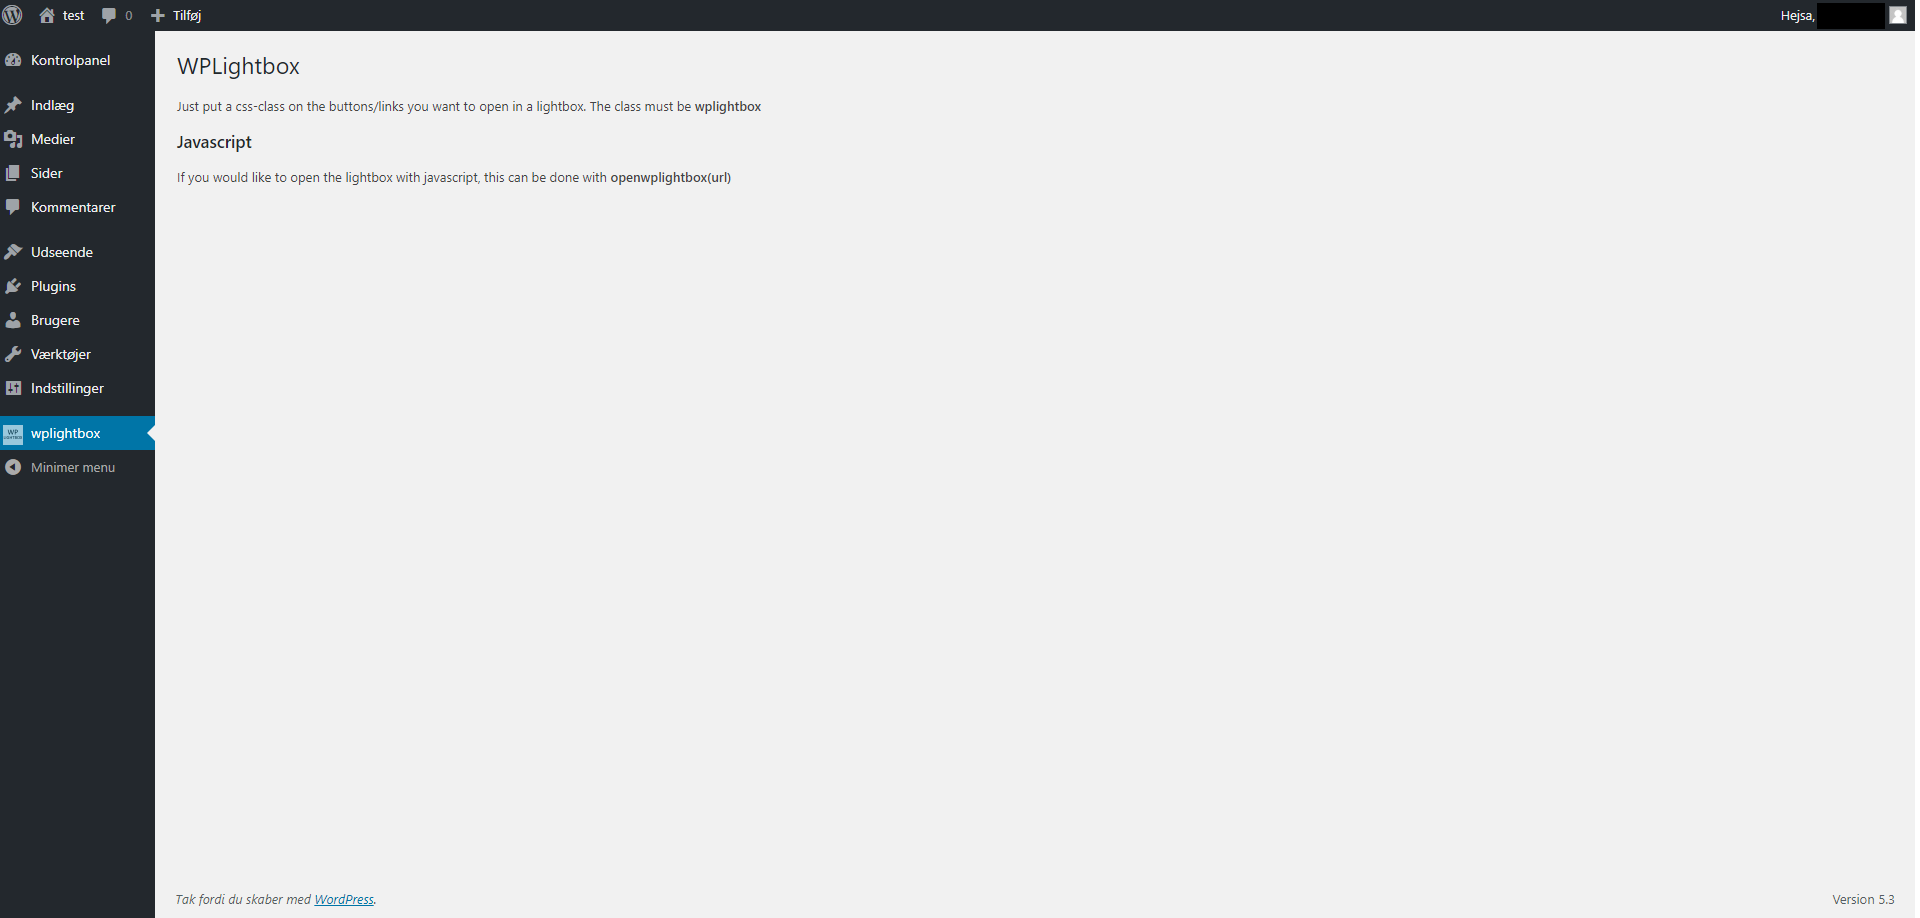 test
0
Tilføj
Hejsa,
Kontrolpanel
Indlæg
Medier
Sider
Kommentarer
Udseende
Plugins
Brugere
Værktøjer
Indstillinger
WP
wplightbox
Minimer menu
WPLightbox
Just put a css-class on the buttons/links you want to open in a lightbox. The class must be wplightbox
Javascript
If you would like to open the lightbox with javascript, this can be done with openwplightbox(url)
Tak fordi du skaber med WordPress.
Version 5.3